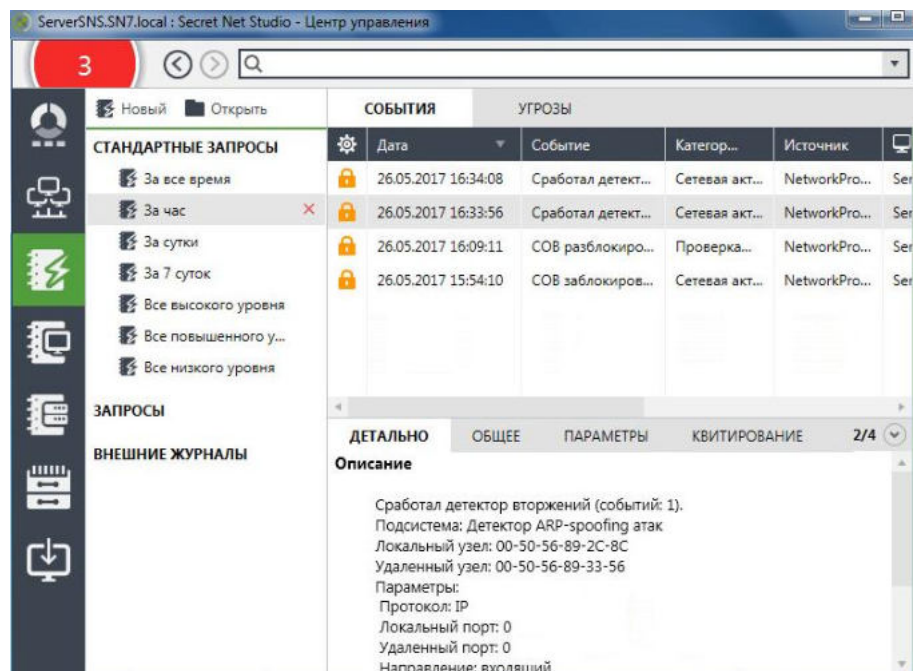 ServerSNS.SN7.local : Secret Net Studio - Центр управления
3
Новый Открыть
СТАНДАРТНЫЕ ЗАПРОСЫ
За все время
За час
За сутки
За 7 суток
Все высокого уровня
Все повышенного у...
Все низкого уровня
ЗАПРОСЫ
ВНЕШНИЕ ЖУРНАЛЫ
СОБЫТИЯ УГРОЗЫ
Дата Событие Категор... Источник
26.05.2017 16:34:08 Сработал детект... Сетевая акт... NetworkPro... Ser
26.05.2017 16:33:56 Сработал детект... Сетевая акт... NetworkPro... Ser
26.05.2017 16:09:11 СОВ разблокиро... Проверка... NetworkPro... Ser
26.05.2017 15:54:10 СОВ заблокиров... Сетевая акт... NetworkPro... Ser
ДЕТАЛЬНО ОБЩЕЕ ПАРАМЕТРЫ КВИТИРОВАНИЕ 2/4
Описание
Сработал детектор вторжений (событий: 1).
Подсистема: Детектор ARP-spoofing атак
Локальный узел: 00-50-56-89-2C-8C
Удаленный узел: 00-50-56-89-33-56
Параметры:
Протокол: IP
Локальный порт: 0
Удаленный порт: 0
Направление: входящий